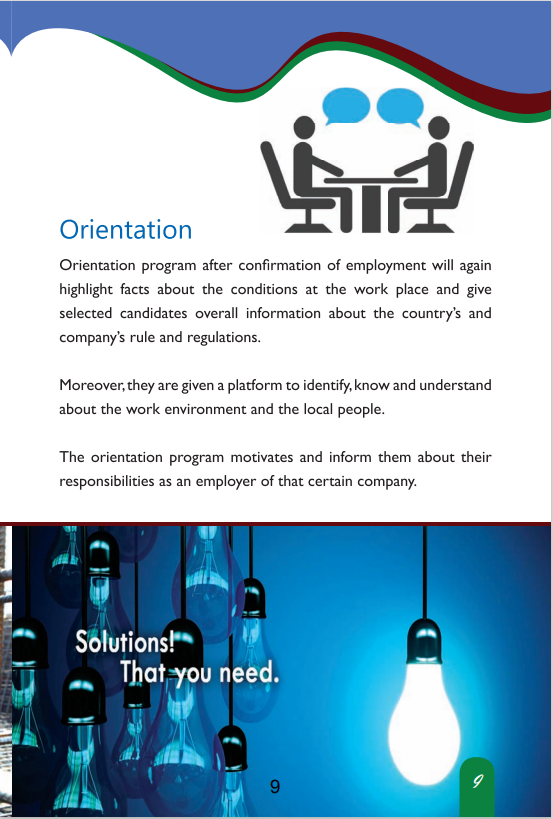 Orientation
Orientation program after confirmation of employment will again
highlight facts about the conditions at the work place and give
selected candidates overall information about the country's and
company's rule and regulations.
Moreover, they are given a platform to identify, know and understand
about the work environment and the local people.
The orientation program motivates and inform them about their
responsibilities as an employer of that certain company.
Solutions!
That you need.
9
9